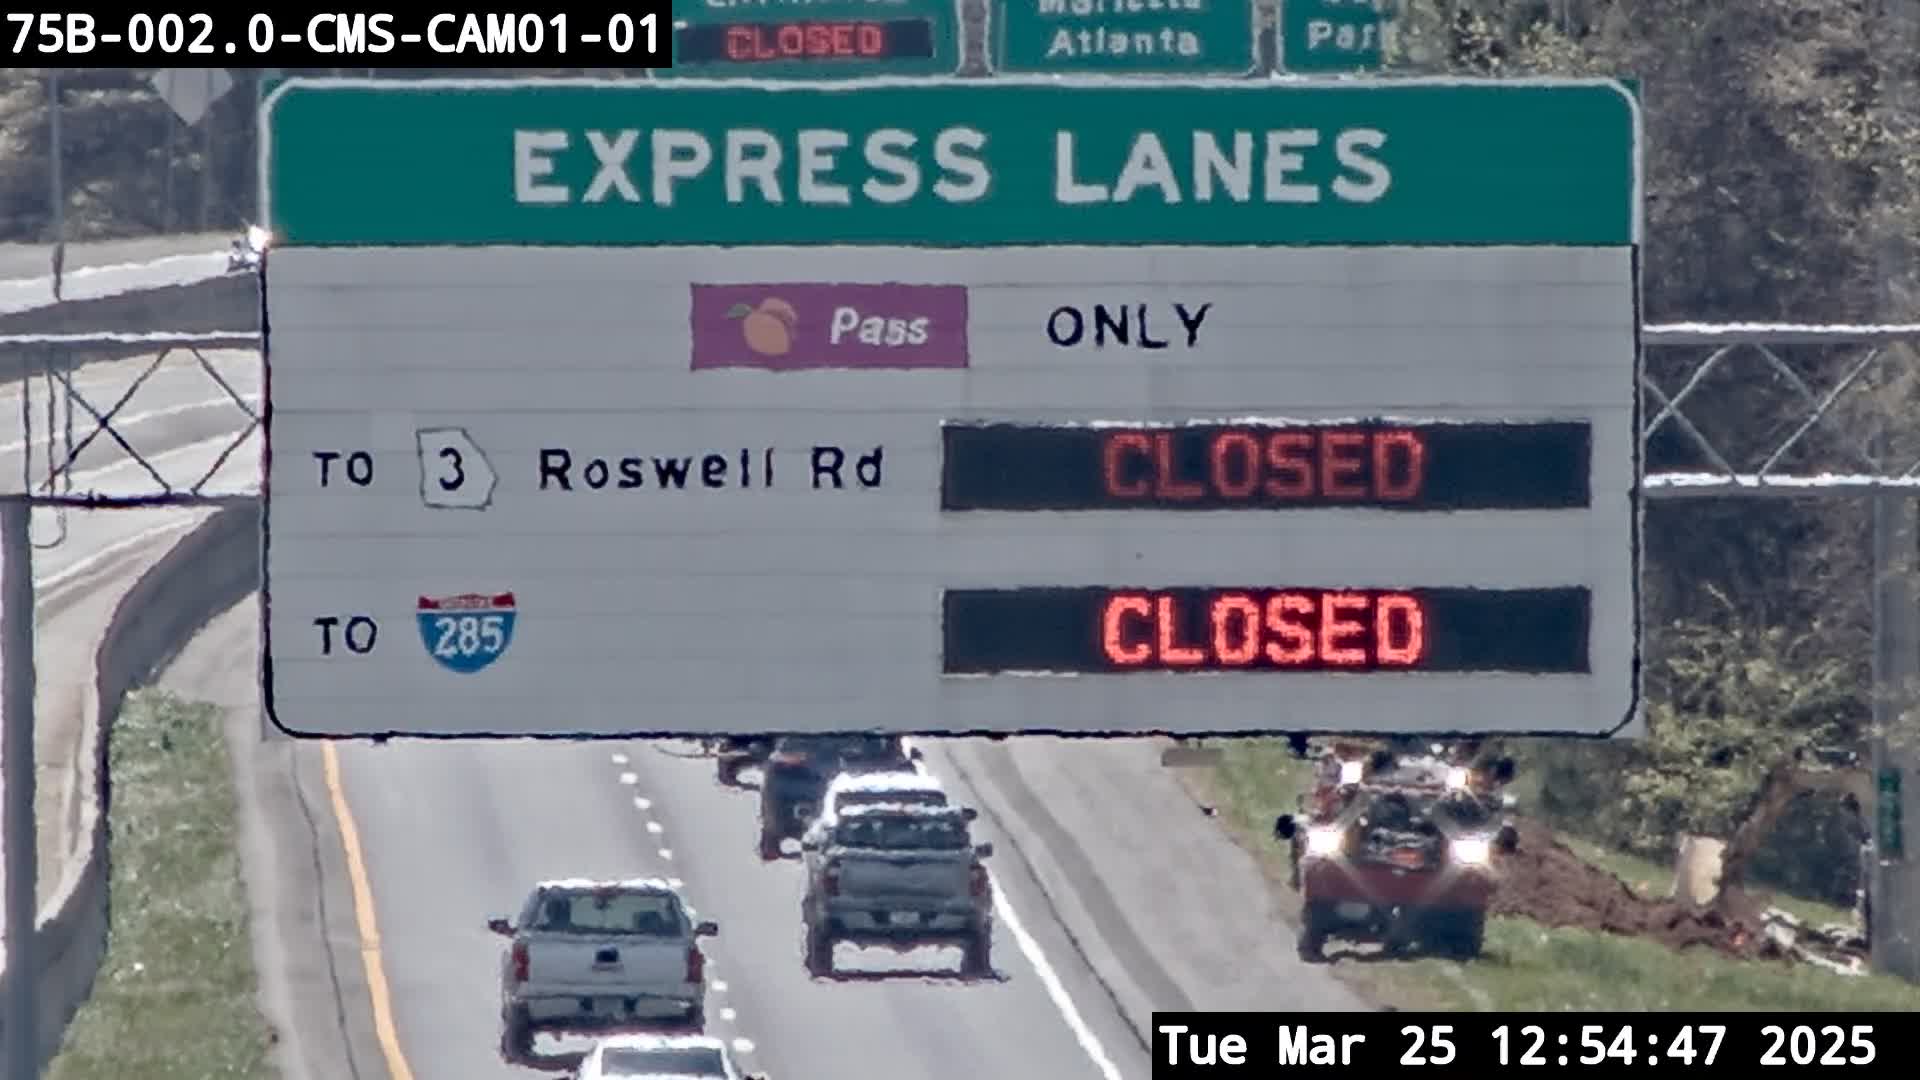 75B-002.0-CMS-CAM01-01
CLOSED
Marietta
Atlanta
EXPRESS LANES
Pass ONLY
TO 3 Roswell Rd CLOSED
TO 285 CLOSED
Tue Mar 25 12:54:47 2025